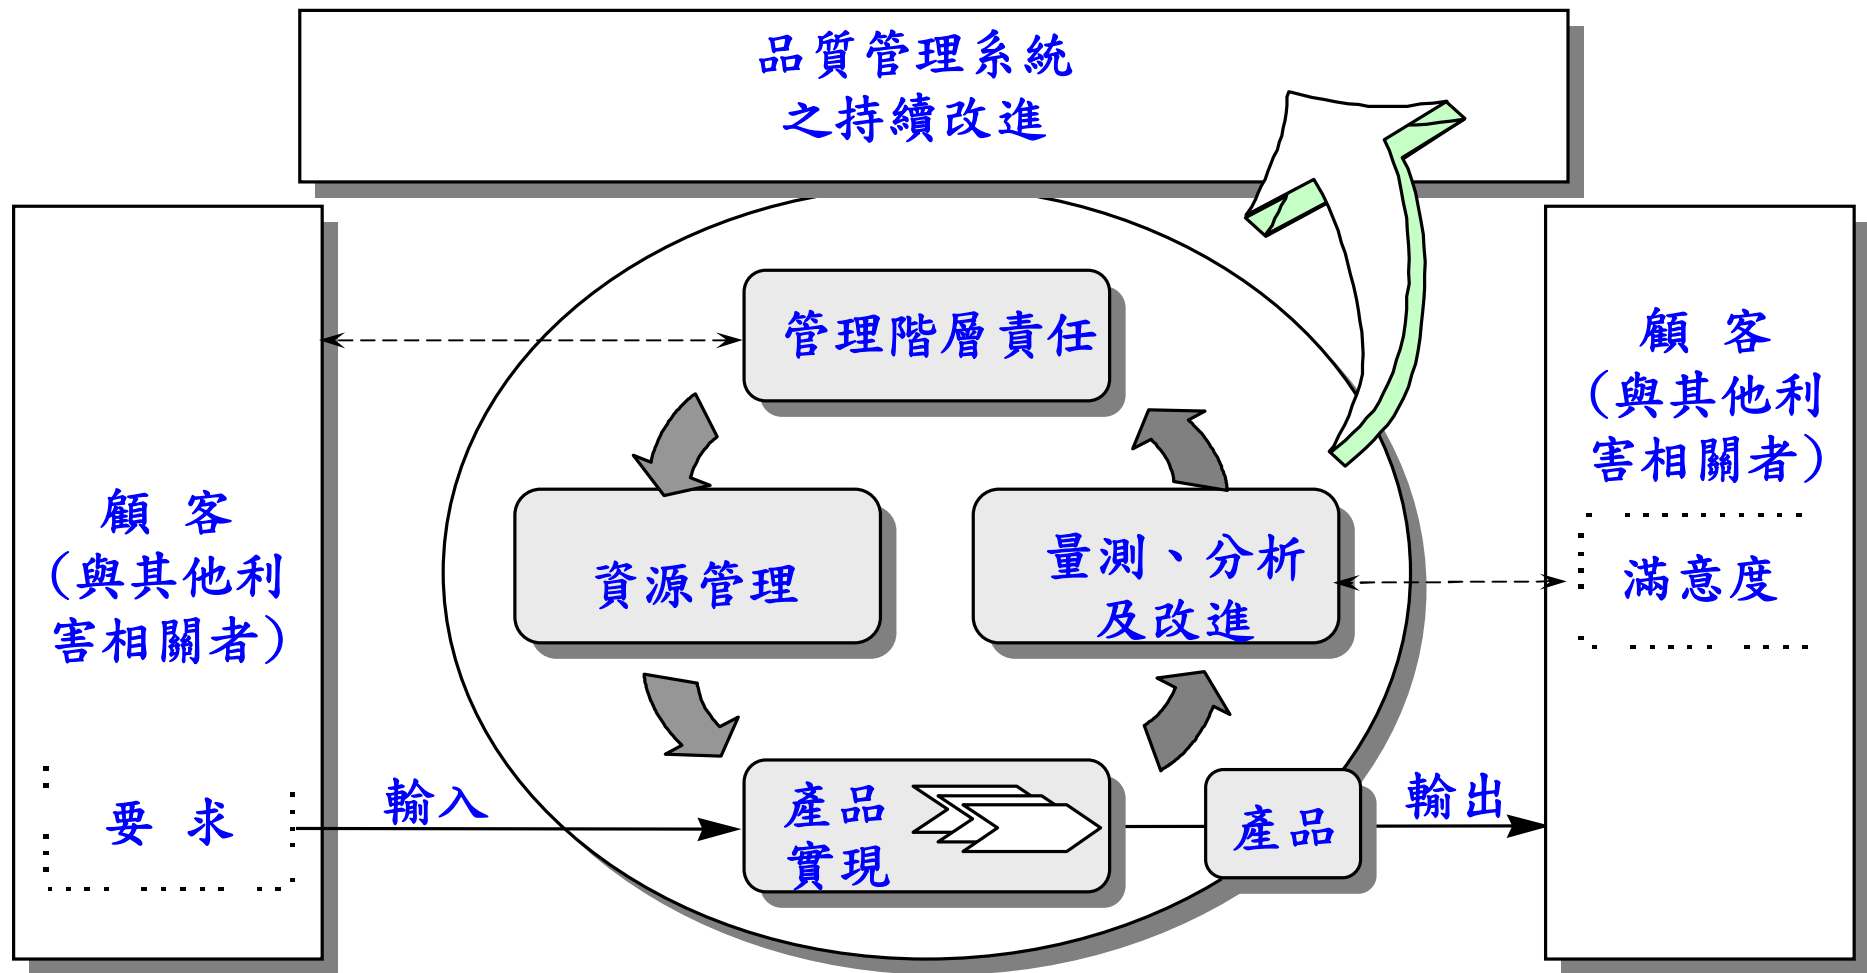 品質管理系統
之持續改進
顧 客
(與其他利
害相關者)
要 求
輸入
管理階層責任
資源管理
量測、分析
及改進
產品
實現
產品
輸出
顧 客
(與其他利
害相關者)
滿意度